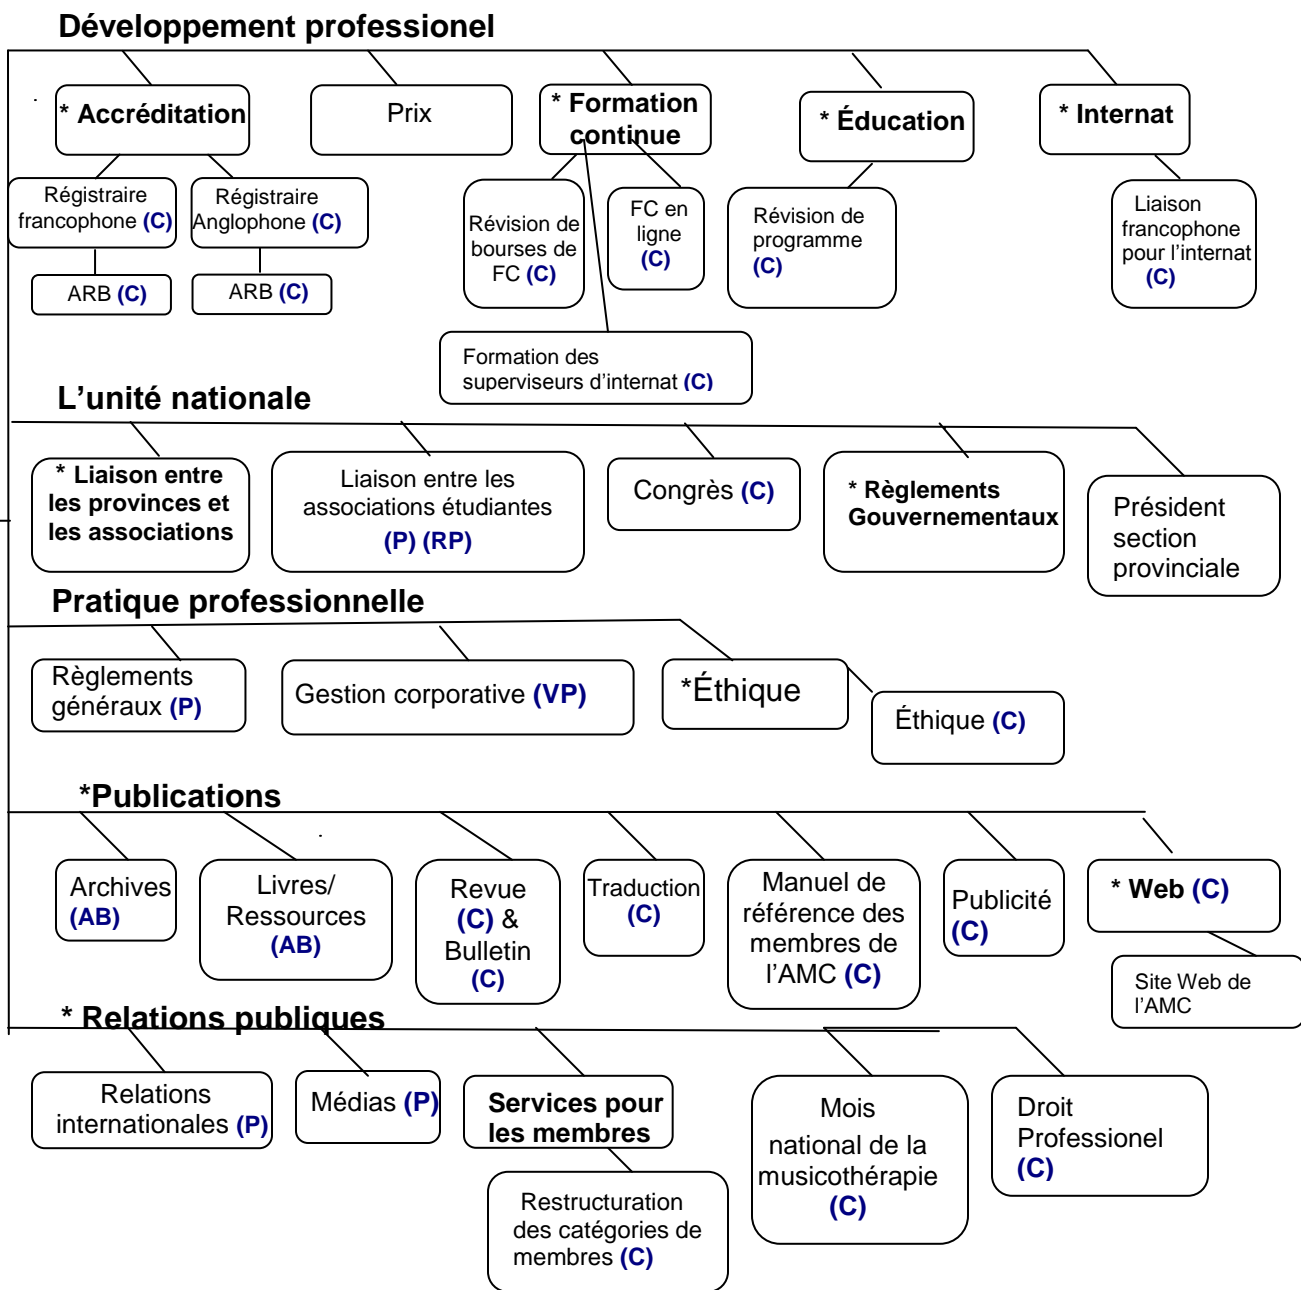 Développement professionel
* Accréditation
Prix
* Formation
continue
* Éducation
* Internat
Régistraire
francophone (C)
Régistraire
Anglophone (C)
ARB (C)
ARB (C)
Révision de
bourses de
FC (C)
FC en
ligne
(C)
Révision de
programme
(C)
Liaison
francophone
pour l'internat
(C)
Formation des
superviseurs d'internat (C)
L'unité nationale
* Liaison entre
les provinces et
les associations
Liaison entre les
associations étudiantes
(P) (RP)
Congrès (C)
* Règlements
Gouvernementaux
Président
section
provinciale
Pratique professionnelle
Règlements
généraux (P)
Gestion corporative (VP)
*Éthique
Éthique (C)
*Publications
Archives
(AB)
Livres/
Ressources
(AB)
Revue
(C) &
Bulletin
(C)
Traduction
(C)
Manuel de
référence des
membres de
l'AMC (C)
Publicité
(C)
* Web (C)
Site Web de
l'AMC
* Relations publiques
Relations
internationales (P)
Médias (P)
Services pour
les membres
Restructuration
des catégories de
membres (C)
Mois
national de la
musicothérapie
(C)
Droit
Professionel
(C)